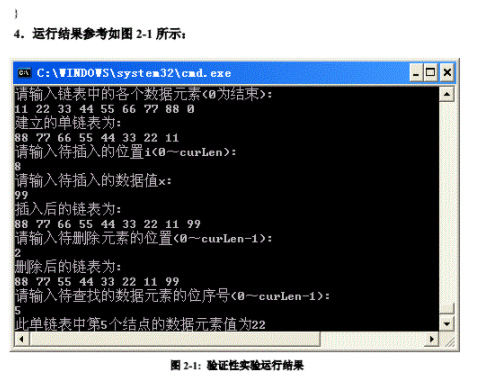 }
4．运行结果参考如图 2-1 所示：
C:\WINDOWS\system32\cmd.exe
请输入链表中的各个数据元素(0为结束):
11 22 33 44 55 66 77 88 0
建立的单链表为:
88 77 66 55 44 33 22 11
请输入待插入的位置i(0～curLen):
8
请输入待插入的数据值x:
99
插入后的链表为:
88 77 66 55 44 33 22 11 99
请输入待删除元素的位置(0～curLen-1):
2
删除后的链表为:
88 77 55 44 33 22 11 99
请输入待查找的数据元素的位序号(0～curLen-1):
5
此单链表中第5个结点的数据元素值为22
图 2-1: 验证性实验运行结果